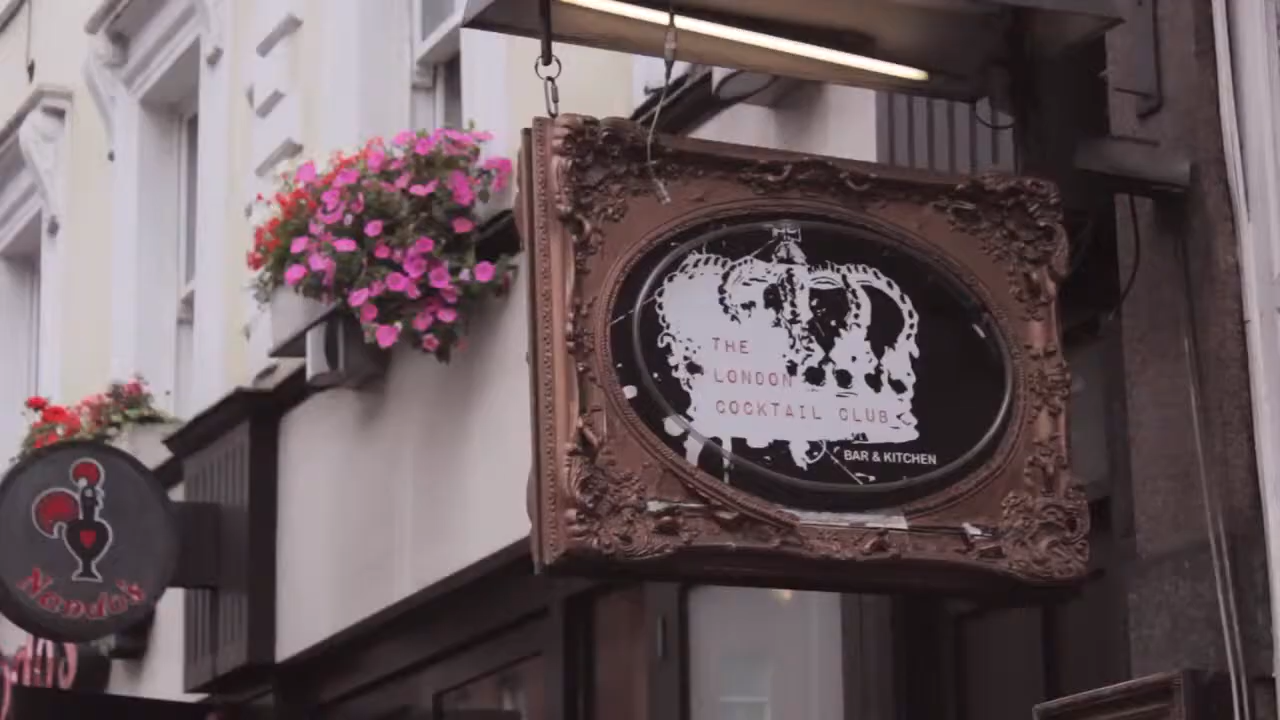 THE
LONDON
COCKTAIL CLUB
BAR & KITCHEN
Nando's